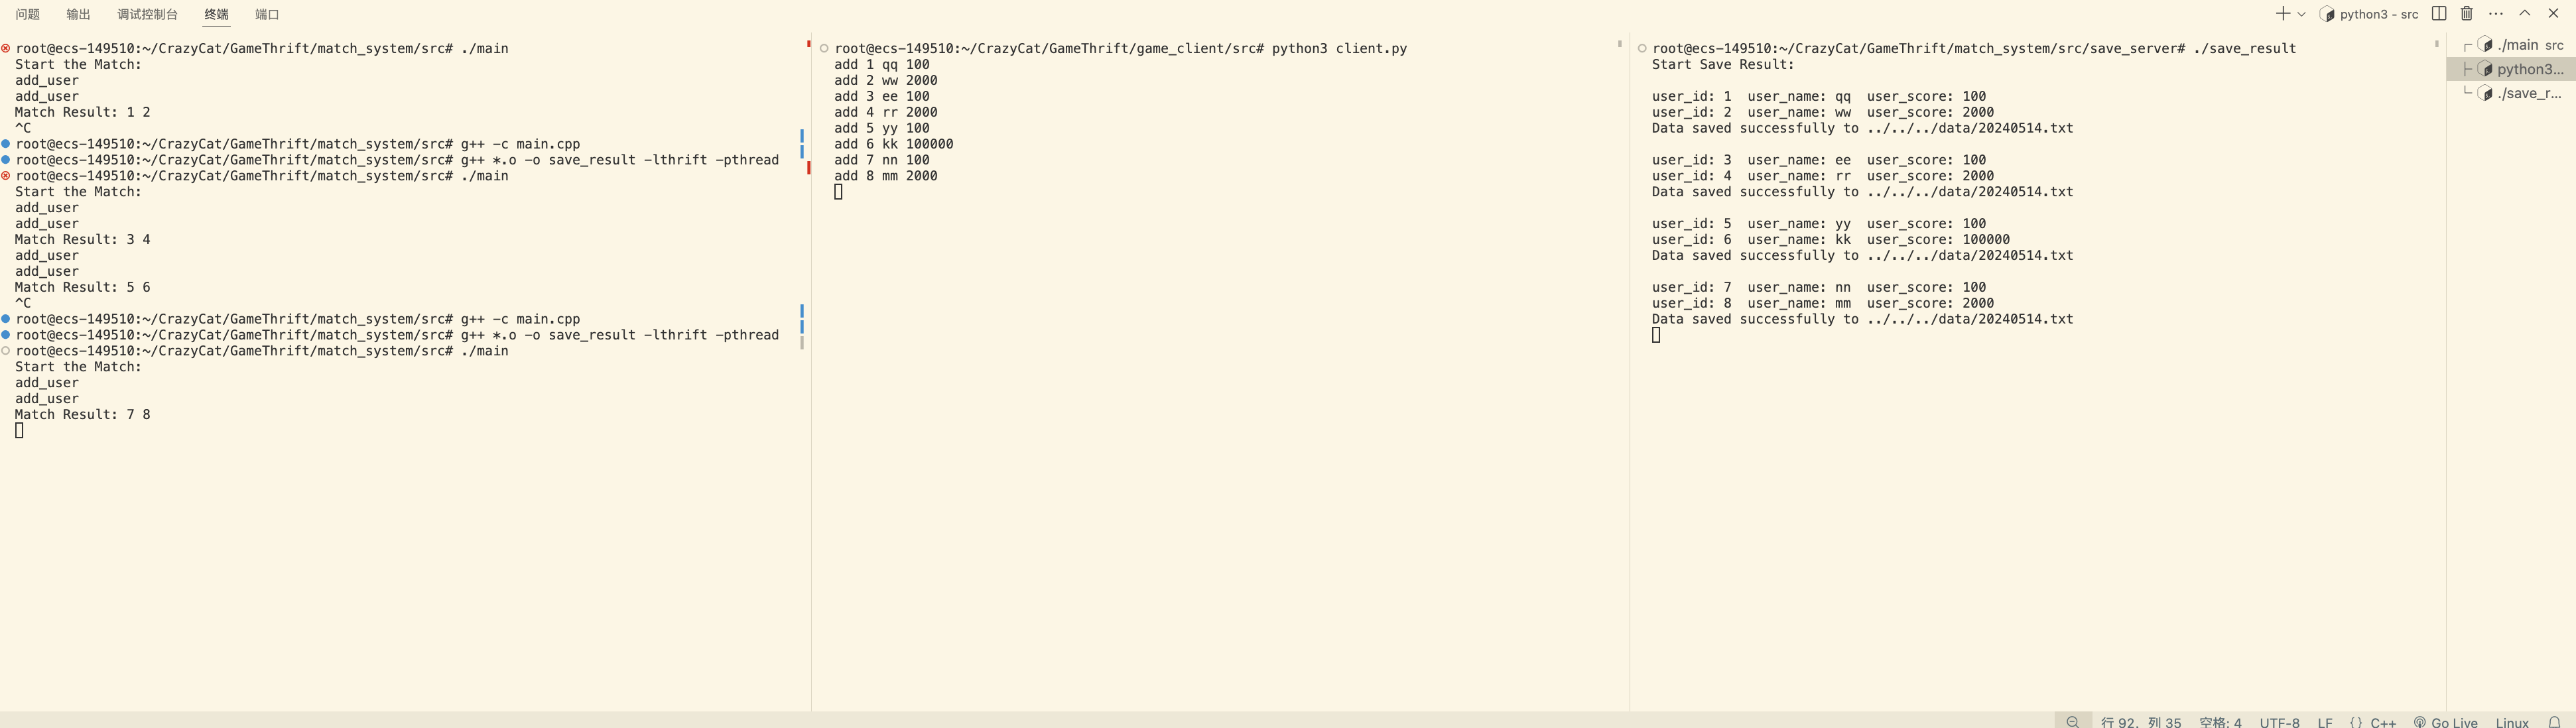 问题 输出 调试控制台 终端 端口
python3 - src
root@ecs-149510:~/CrazyCat/GameThrift/match_system/src# ./main
Start the Match:
add_user
add_user
Match Result: 1 2
^C
root@ecs-149510:~/CrazyCat/GameThrift/match_system/src# g++ -c main.cpp
root@ecs-149510:~/CrazyCat/GameThrift/match_system/src# g++ *.o -o save_result -lthrift -pthread
root@ecs-149510:~/CrazyCat/GameThrift/match_system/src# ./main
Start the Match:
add_user
add_user
Match Result: 3 4
add_user
add_user
Match Result: 5 6
^C
root@ecs-149510:~/CrazyCat/GameThrift/match_system/src# g++ -c main.cpp
root@ecs-149510:~/CrazyCat/GameThrift/match_system/src# g++ *.o -o save_result -lthrift -pthread
root@ecs-149510:~/CrazyCat/GameThrift/match_system/src# ./main
Start the Match:
add_user
add_user
Match Result: 7 8
root@ecs-149510:~/CrazyCat/GameThrift/game_client/src# python3 client.py
add 1 qq 100
add 2 ww 2000
add 3 ee 100
add 4 rr 2000
add 5 yy 100
add 6 kk 100000
add 7 nn 100
add 8 mm 2000
root@ecs-149510:~/CrazyCat/GameThrift/match_system/src/save_server# ./save_result
Start Save Result:
user_id: 1  user_name: qq  user_score: 100
user_id: 2  user_name: ww  user_score: 2000
Data saved successfully to ../../../data/20240514.txt
user_id: 3  user_name: ee  user_score: 100
user_id: 4  user_name: rr  user_score: 2000
Data saved successfully to ../../../data/20240514.txt
user_id: 5  user_name: yy  user_score: 100
user_id: 6  user_name: kk  user_score: 100000
Data saved successfully to ../../../data/20240514.txt
user_id: 7  user_name: nn  user_score: 100
user_id: 8  user_name: mm  user_score: 2000
Data saved successfully to ../../../data/20240514.txt
./main src
python3...
./save_r...
行 92，列 35 空格: 4 UTF-8 LF {} C++ Go Live Linux